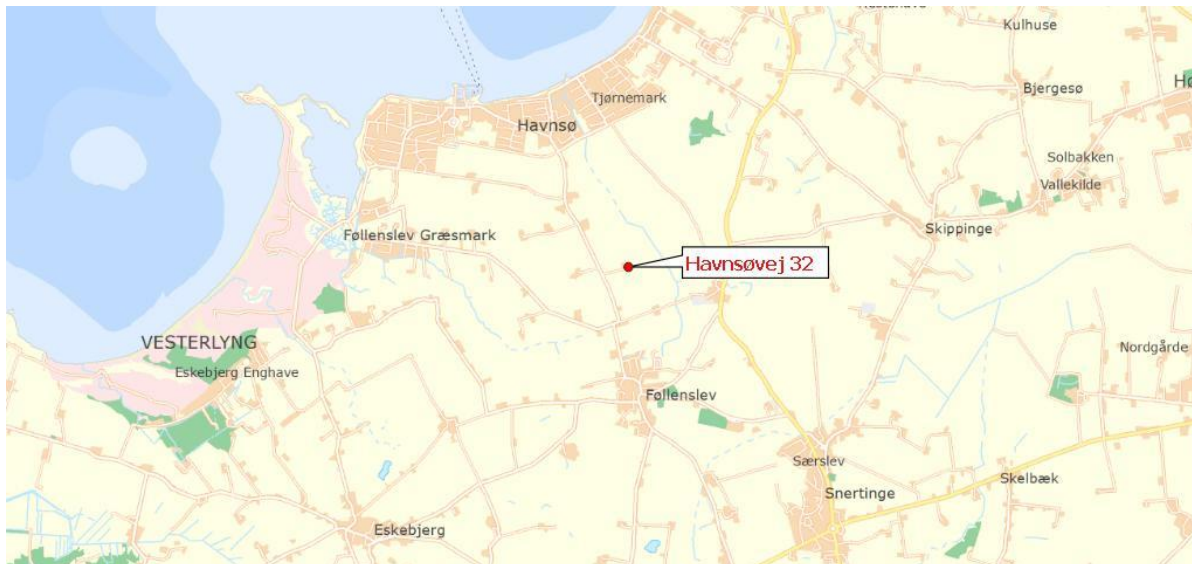 Kulhuse
Bjergesø
Tjørnemark
Havnsø
Solbakken
Vallekilde
Skippinge
Føllenslev Græsmark
Havnsøvej 32
VESTERLYNG
Eskebjerg Enghave
Nordgårde
Føllenslev
Særslev
Skelbæk
Snertinge
Eskebjerg